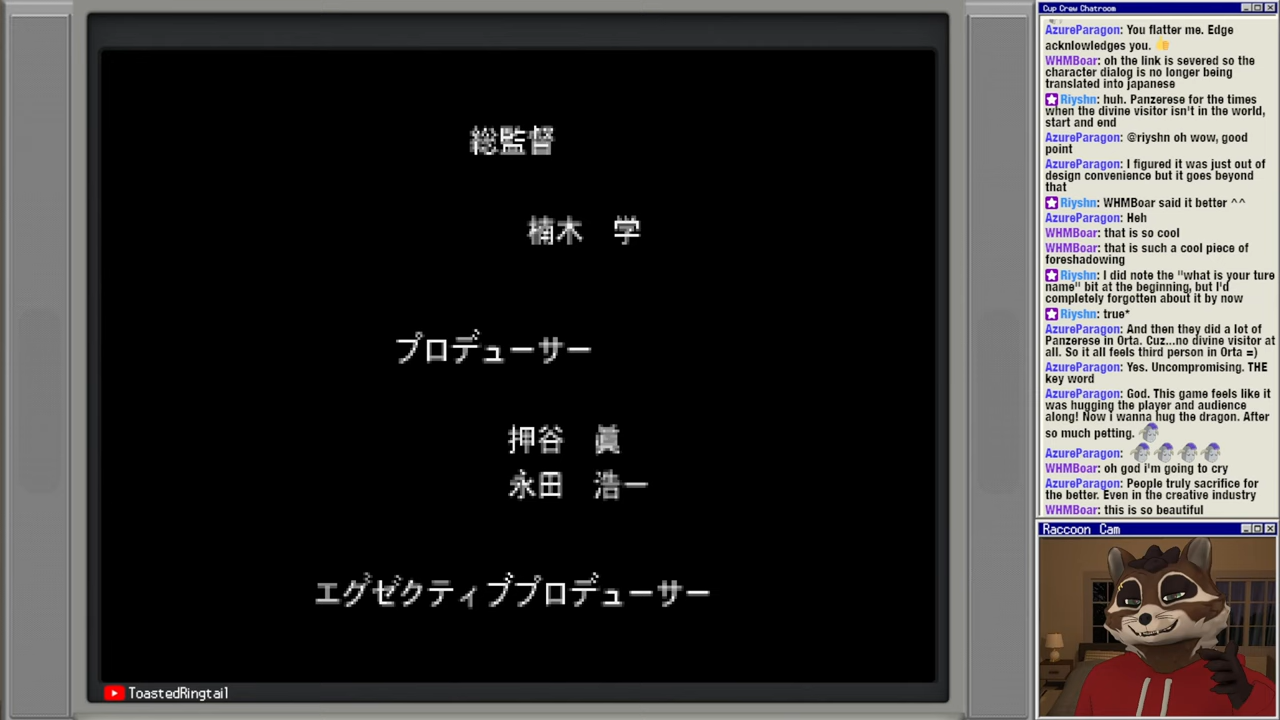 総監督
楠木　学
プロデューサー
押谷　眞
永田　浩一
エグゼクティブプロデューサー
ToastedRingtail
Cup Crew Chatroom
AzureParagon: You flatter me. Edge
acknlowledges you. 👍
WHMBoar: oh the link is severed so the
character dialog is no longer being
translated into japanese
Riyshn: huh. Panzerese for the times
when the divine visitor isn't in the world,
start and end
AzureParagon: @riyshn oh wow, good
point
AzureParagon: I figured it was just out of
design convenience but it goes beyond
that
Riyshn: WHMBoar said it better ^^
AzureParagon: Heh
WHMBoar: that is so cool
WHMBoar: that is such a cool piece of
foreshadowing
Riyshn: I did note the "what is your ture
name" bit at the beginning, but I'd
completely forgotten about it by now
Riyshn: true*
AzureParagon: And then they did a lot of
Panzerese in Orta. Cuz...no divine visitor at
all. So it all feels third person in Orta =)
AzureParagon: Yes. Uncompromising. THE
key word
AzureParagon: God. This game feels like it
was hugging the player and audience
along! Now i wanna hug the dragon. After
so much petting.
AzureParagon:
WHMBoar: oh god i'm going to cry
AzureParagon: People truly sacrifice for
the better. Even in the creative industry
WHMBoar: this is so beautiful
Raccoon Cam